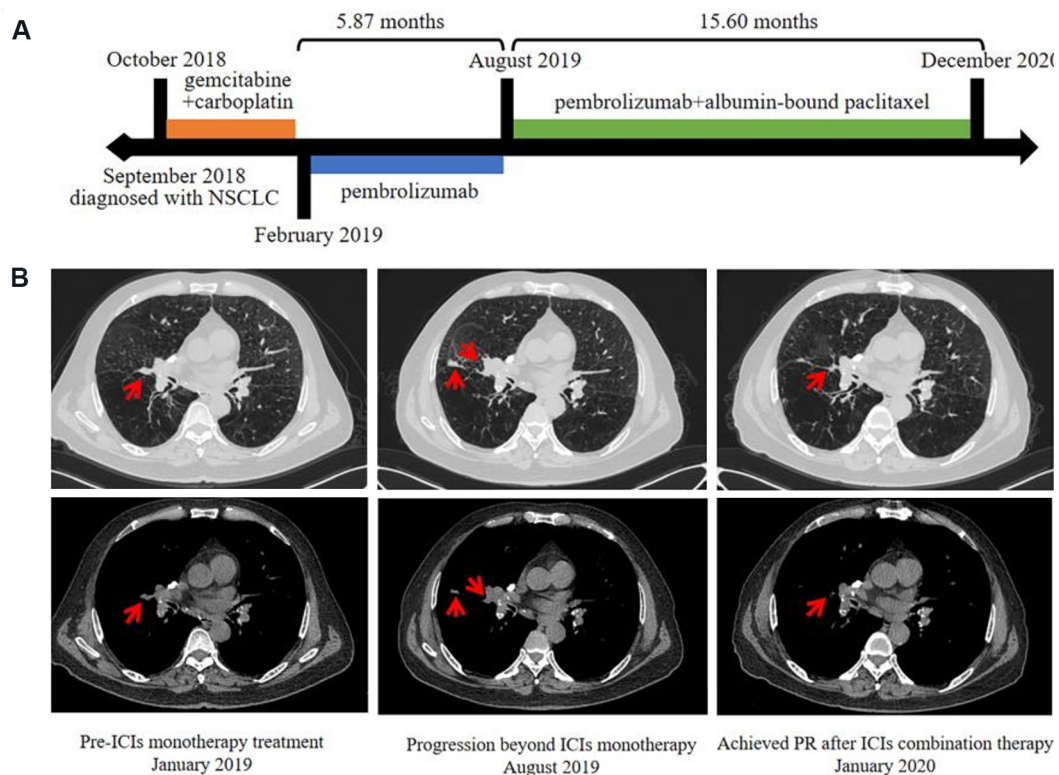 A
5.87 months
15.60 months
October 2018
August 2019
December 2020
gemcitabine
+carboplatin
pembrolizumab+albumin-bound paclitaxel
September 2018
diagnosed with NSCLC
pembrolizumab
February 2019
B
Pre-ICIs monotherapy treatment
January 2019
Progression beyond ICIs monotherapy
August 2019
Achieved PR after ICIs combination therapy
January 2020